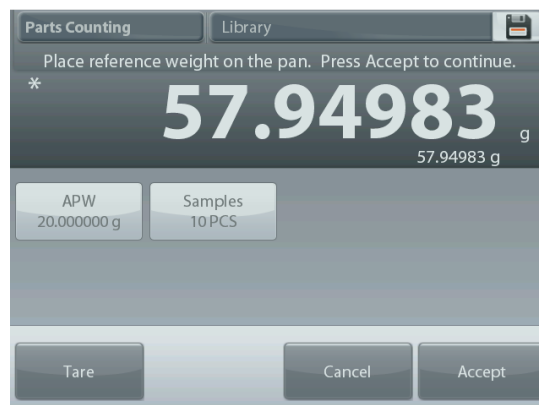 Parts Counting Library
Place reference weight on the pan. Press Accept to continue.
* 57.94983 g
57.94983 g
APW Samples
20.000000 g 10 PCS
Tare Cancel Accept